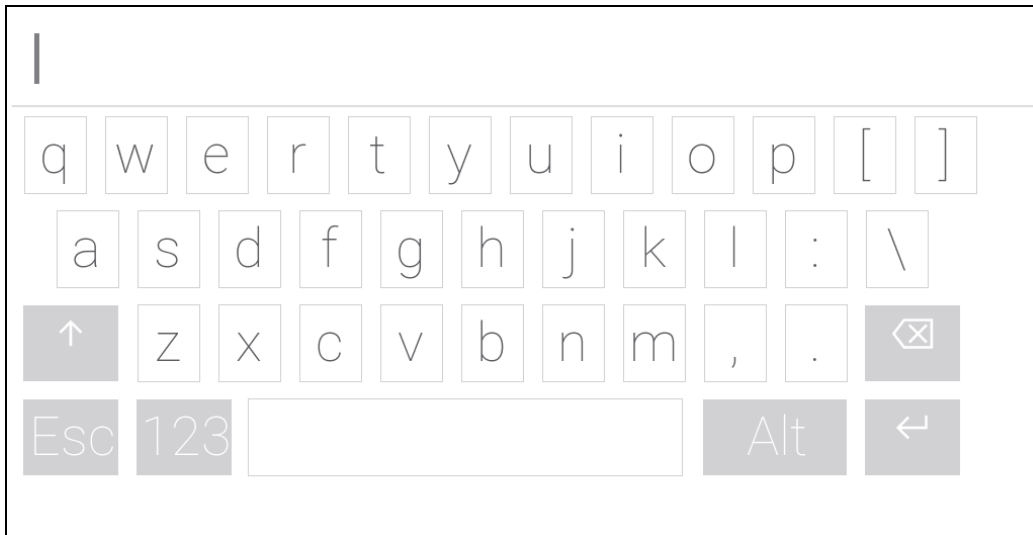 q w e r t y u i o p [ ]
a s d f g h j k l : \
↑ z x c v b n m , . ⌫
Esc 123 Alt ↵